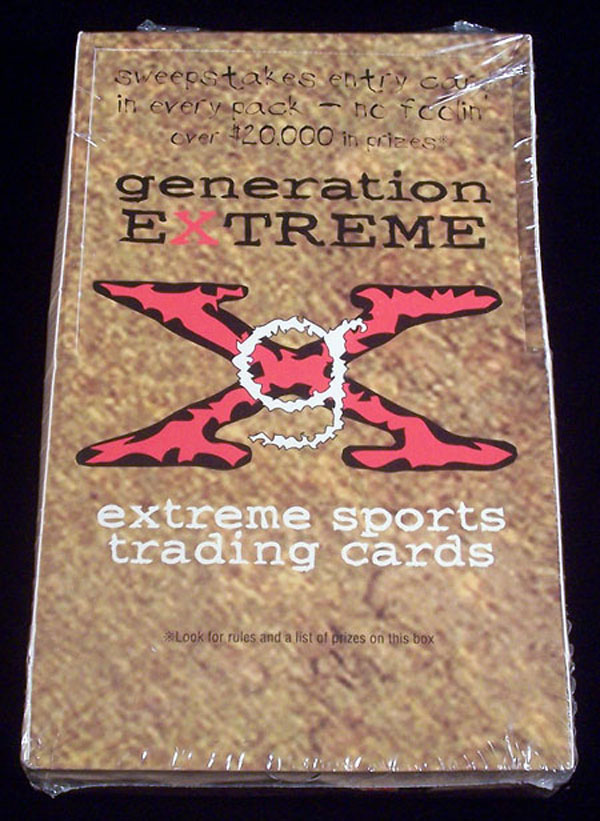 sweepstakes entry car
in every pack – no foolin'
over $20,000 in prizes*
generation
EXTREME
g
X
extreme sports
trading cards
※Look for rules and a list of prizes on this box